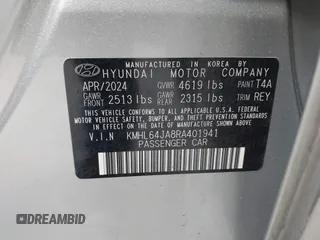 MANUFACTURED IN KOREA BY
HYUNDAI MOTOR COMPANY
APR/2024 GVWR 4619 lbs PAINT T4A
GAWR FRONT 2513 lbs GAWR REAR 2315 lbs TRIM REY
THIS VEHICLE CONFORMS TO ALL APPLICABLE U.S. FEDERAL
MOTOR VEHICLE SAFETY, BUMPER, AND THEFT PREVENTION
STANDARDS IN EFFECT ON THE DATE OF MANUFACTURE SHOWN ABOVE.
V.I.N KMHL64JA8RA401941
PASSENGER CAR
DREAMBID